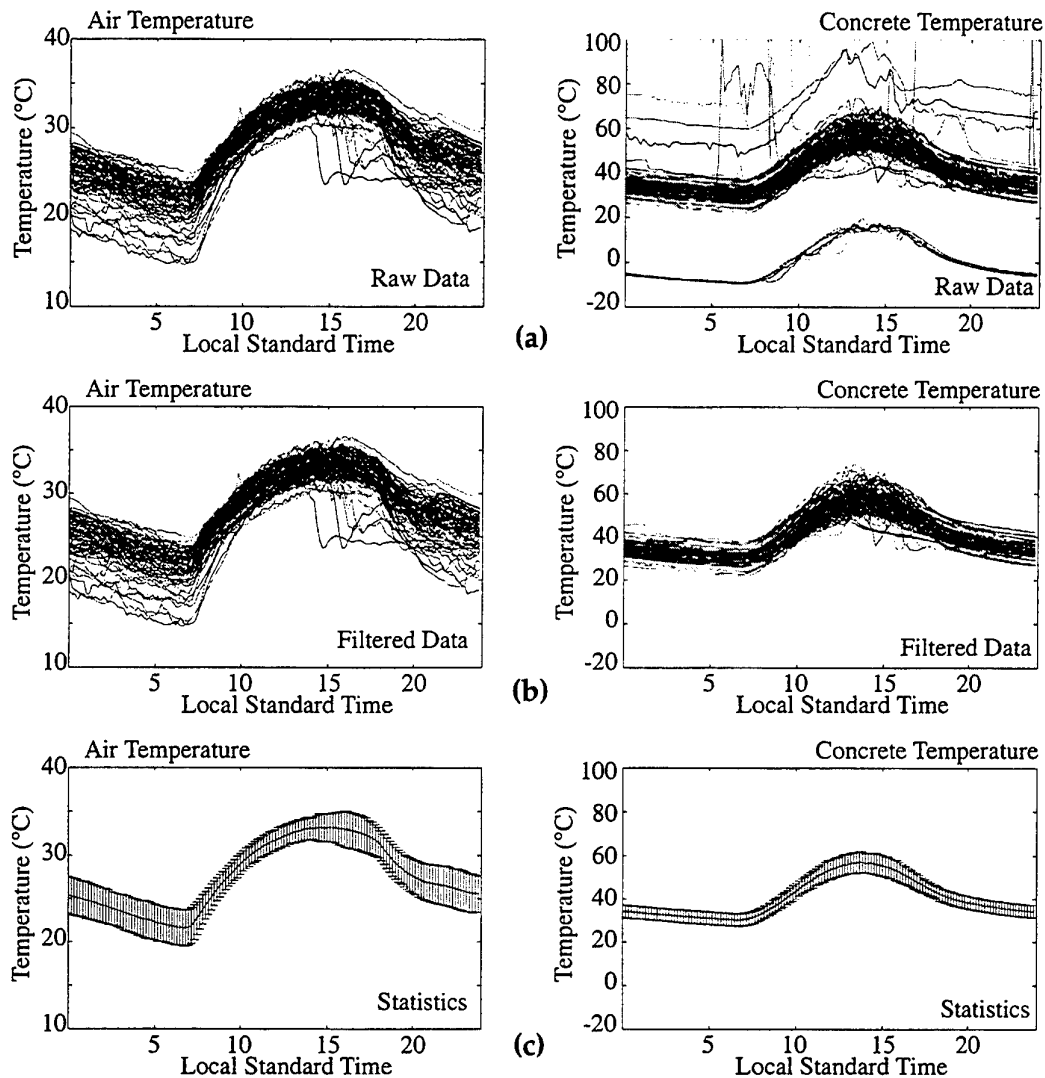 Air Temperature
Temperature (°C)
40
30
20
10
5
10
15
20
Raw Data
Local Standard Time
Concrete Temperature
Temperature (°C)
100
80
60
40
20
0
-20
5
10
15
20
Raw Data
Local Standard Time
(a)
Air Temperature
Temperature (°C)
40
30
20
10
5
10
15
20
Filtered Data
Local Standard Time
Concrete Temperature
Temperature (°C)
100
80
60
40
20
0
-20
5
10
15
20
Filtered Data
Local Standard Time
(b)
Air Temperature
Temperature (°C)
40
30
20
10
5
10
15
20
Statistics
Local Standard Time
Concrete Temperature
Temperature (°C)
100
80
60
40
20
0
-20
5
10
15
20
Statistics
Local Standard Time
(c)